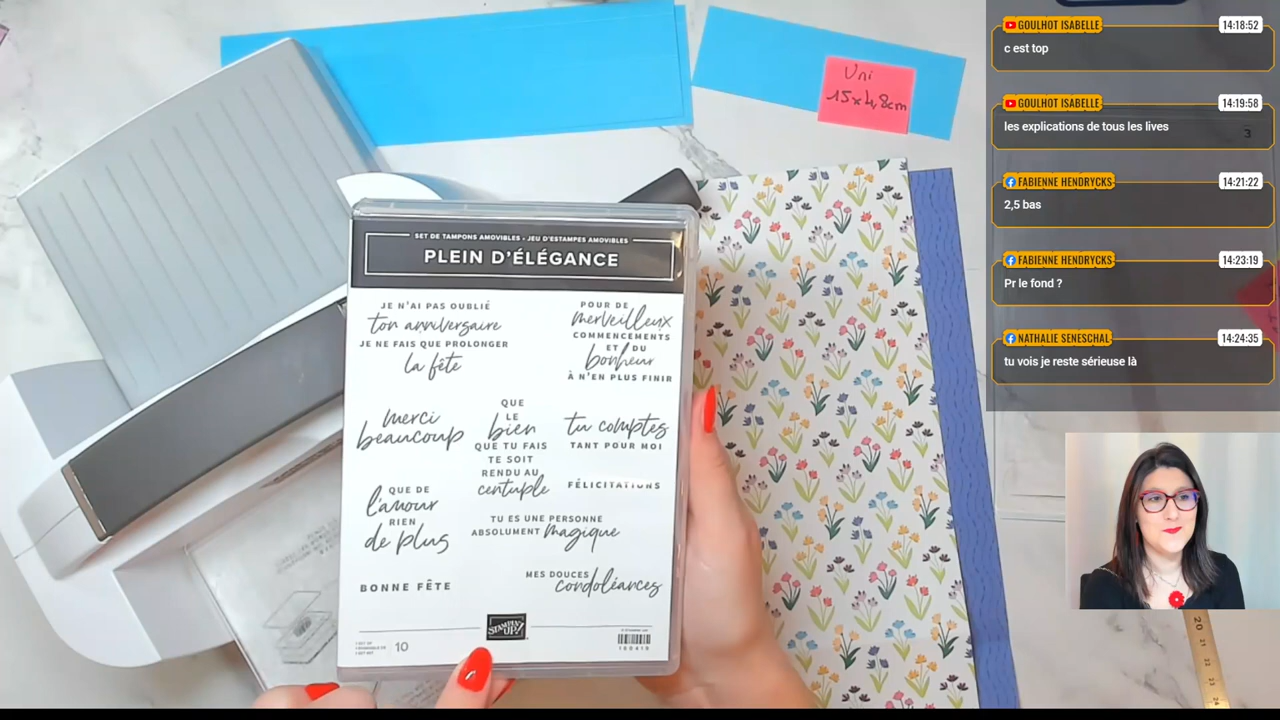 Uni
15x4,8cm
SET DE TAMPONS AMOVIBLES • JEU D'ESTAMPES AMOVIBLES
PLEIN D'ÉLÉGANCE
JE N'AI PAS OUBLIÉ
ton anniversaire
JE NE FAIS QUE PROLONGER
la fête
POUR DE
merveilleux
COMMENCEMENTS
ET DU
bonheur
À N'EN PLUS FINIR
merci
beaucoup
QUE
LE
bien
QUE TU FAIS
TE SOIT
RENDU AU
centuple
tu comptes
TANT POUR MOI
FÉLICITATIONS
QUE DE
l'amour
RIEN
de plus
TU ES UNE PERSONNE
ABSOLUMENT magique
BONNE FÊTE
MES DOUCES
condoléances
STAMPIN' UP!
10
GOULHOT ISABELLE
14:18:52
c est top
GOULHOT ISABELLE
14:19:58
les explications de tous les lives
3
FABIENNE HENDRYCKS
14:21:22
2,5 bas
FABIENNE HENDRYCKS
14:23:19
Pr le fond ?
NATHALIE SENESCHAL
14:24:35
tu vois je reste sérieuse là
20
21
22
23
24